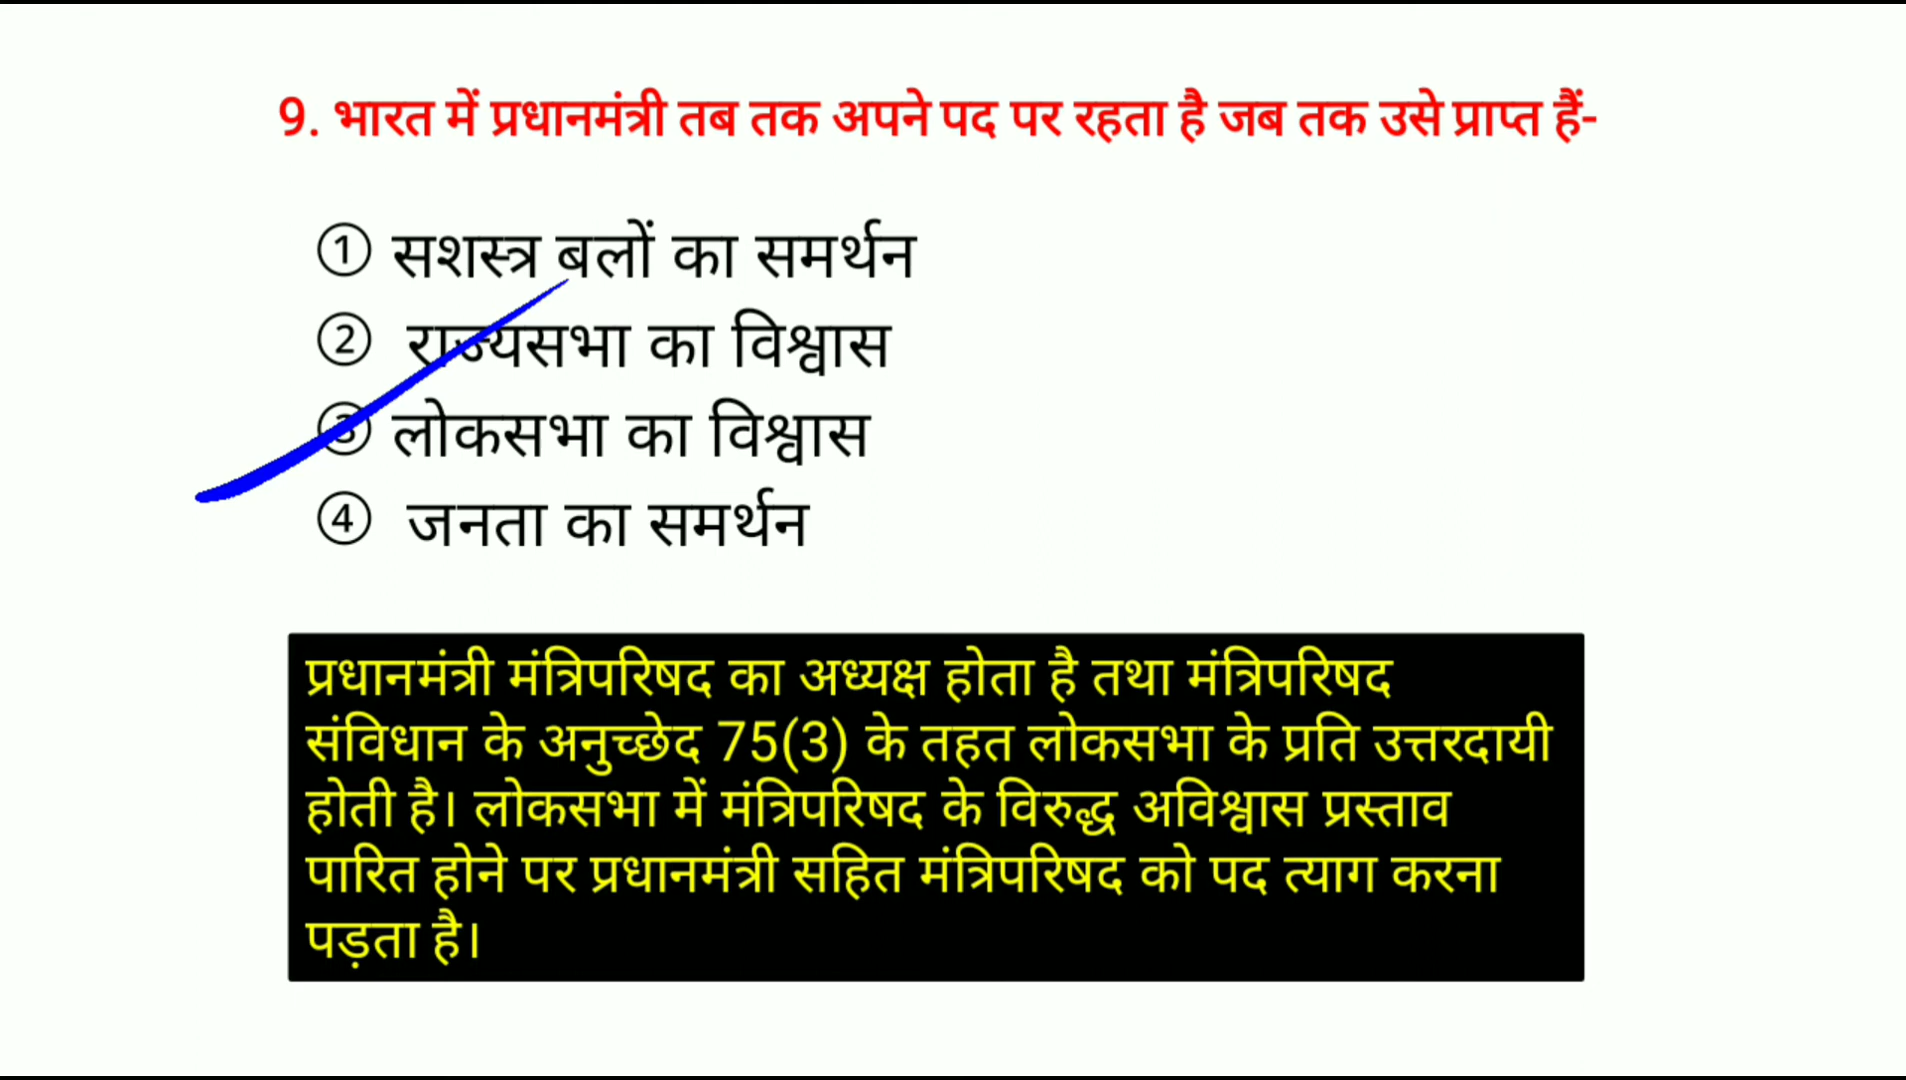 9. भारत में प्रधानमंत्री तब तक अपने पद पर रहता है जब तक उसे प्राप्त हैं-
① सशस्त्र बलों का समर्थन
② राज्यसभा का विश्वास
③ लोकसभा का विश्वास
④ जनता का समर्थन
प्रधानमंत्री मंत्रिपरिषद का अध्यक्ष होता है तथा मंत्रिपरिषद
संविधान के अनुच्छेद 75(3) के तहत लोकसभा के प्रति उत्तरदायी
होती है। लोकसभा में मंत्रिपरिषद के विरुद्ध अविश्वास प्रस्ताव
पारित होने पर प्रधानमंत्री सहित मंत्रिपरिषद को पद त्याग करना
पड़ता है।